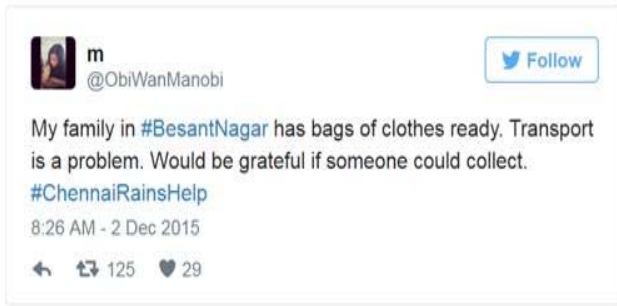 m
@ObiWanManobi
Follow
My family in #BesantNagar has bags of clothes ready. Transport
is a problem. Would be grateful if someone could collect.
#ChennaiRainsHelp
8:26 AM - 2 Dec 2015
125 29